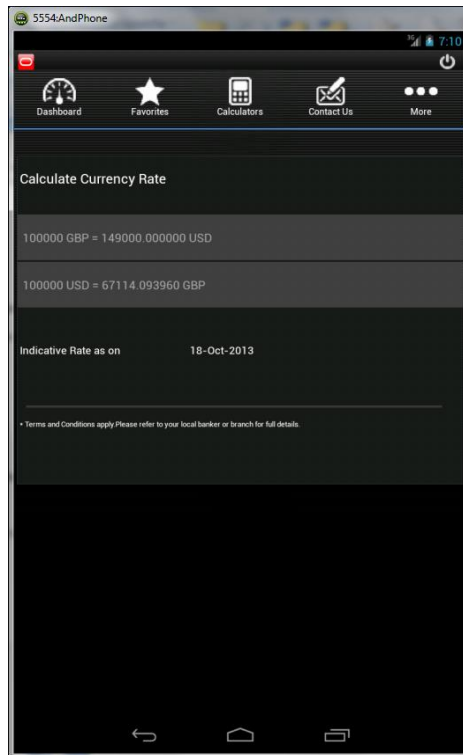 5554:AndPhone
3G 7:10
Dashboard Favorites Calculators Contact Us More
Calculate Currency Rate
100000 GBP = 149000.000000 USD
100000 USD = 67114.093960 GBP
Indicative Rate as on 18-Oct-2013
* Terms and Conditions apply.Please refer to your local banker or branch for full details.